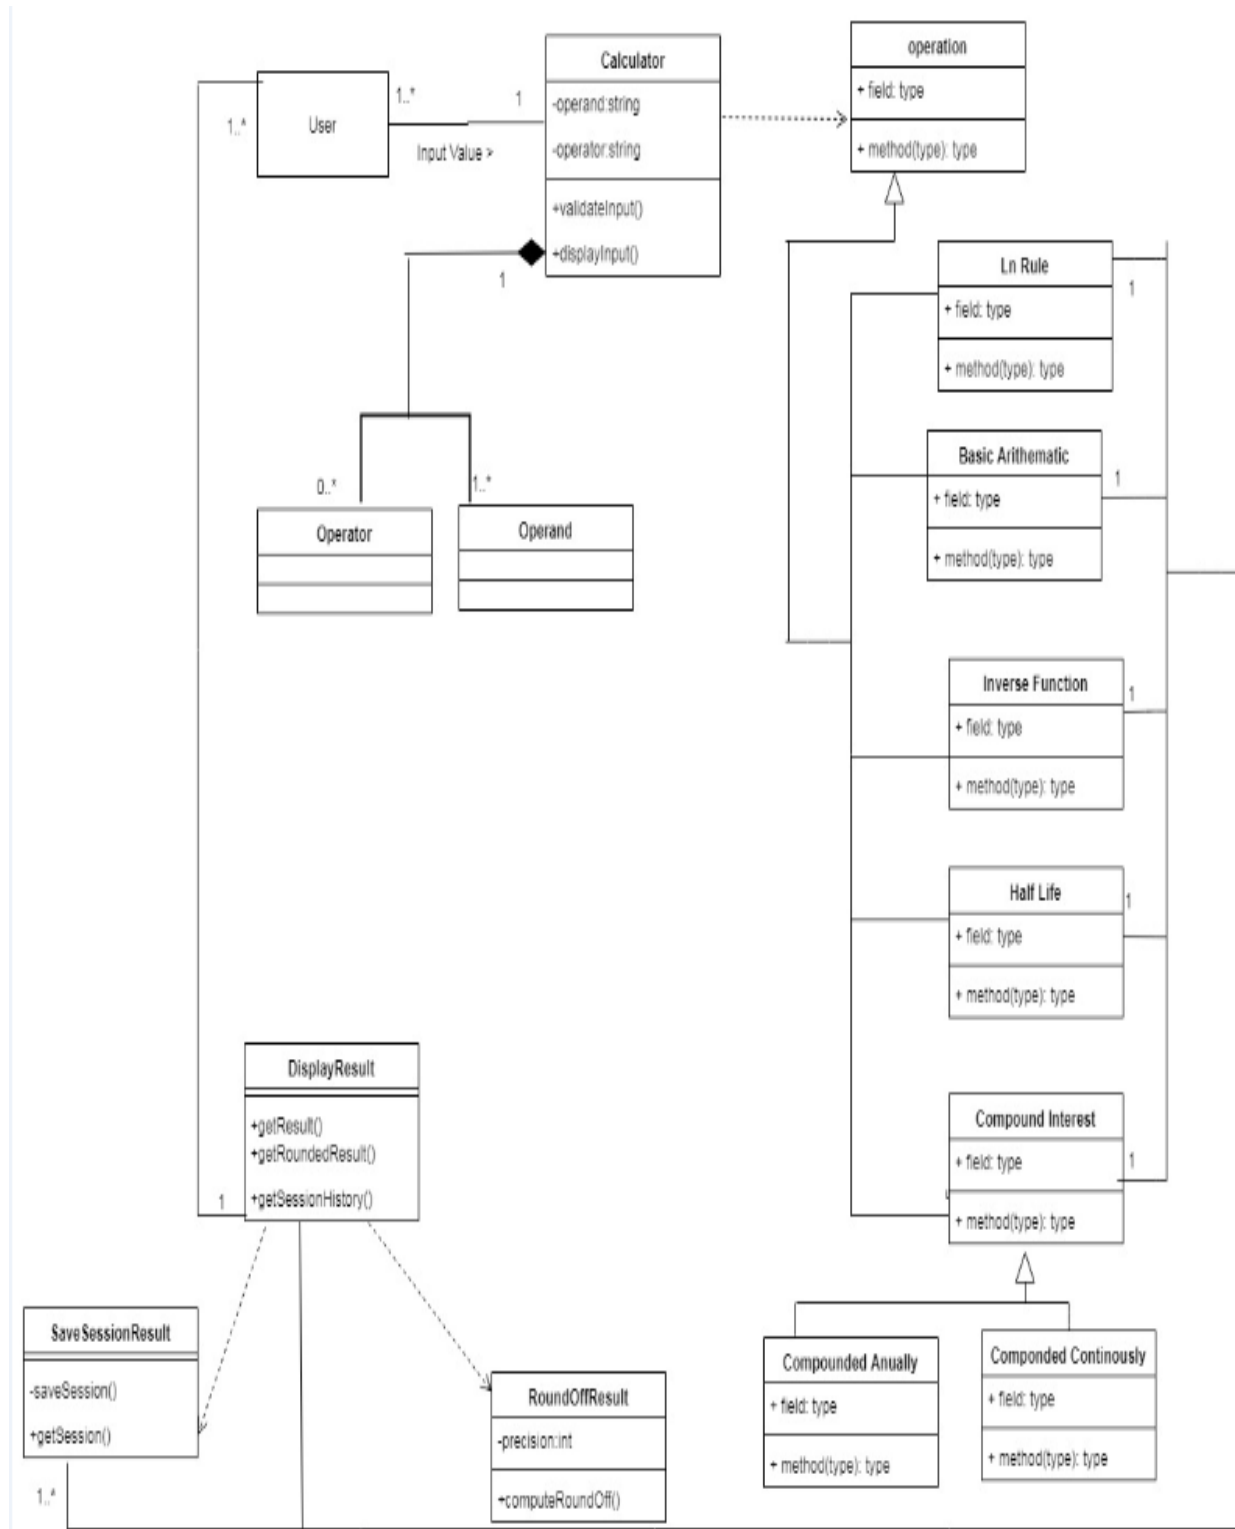 Calculator
-operand:string
-operator:string
+validateInput()
+displayInput()
1
operation
+ field: type
+ method(type): type
User
1..*
1..*
1
Input Value >
Ln Rule
+ field: type
+ method(type): type
1
Basic Arithematic
+ field: type
+ method(type): type
1
0..*
1..*
Operator
Operand
Inverse Function
+ field: type
+ method(type): type
1
Half Life
+ field: type
+ method(type): type
1
DisplayResult
+getResult()
+getRoundedResult()
+getSessionHistory()
1
Compound Interest
+ field: type
+ method(type): type
1
SaveSessionResult
-saveSession()
+getSession()
1..*
RoundOffResult
-precision:int
+computeRoundOff()
Compounded Anually
+ field: type
+ method(type): type
Componded Continously
+ field: type
+ method(type): type